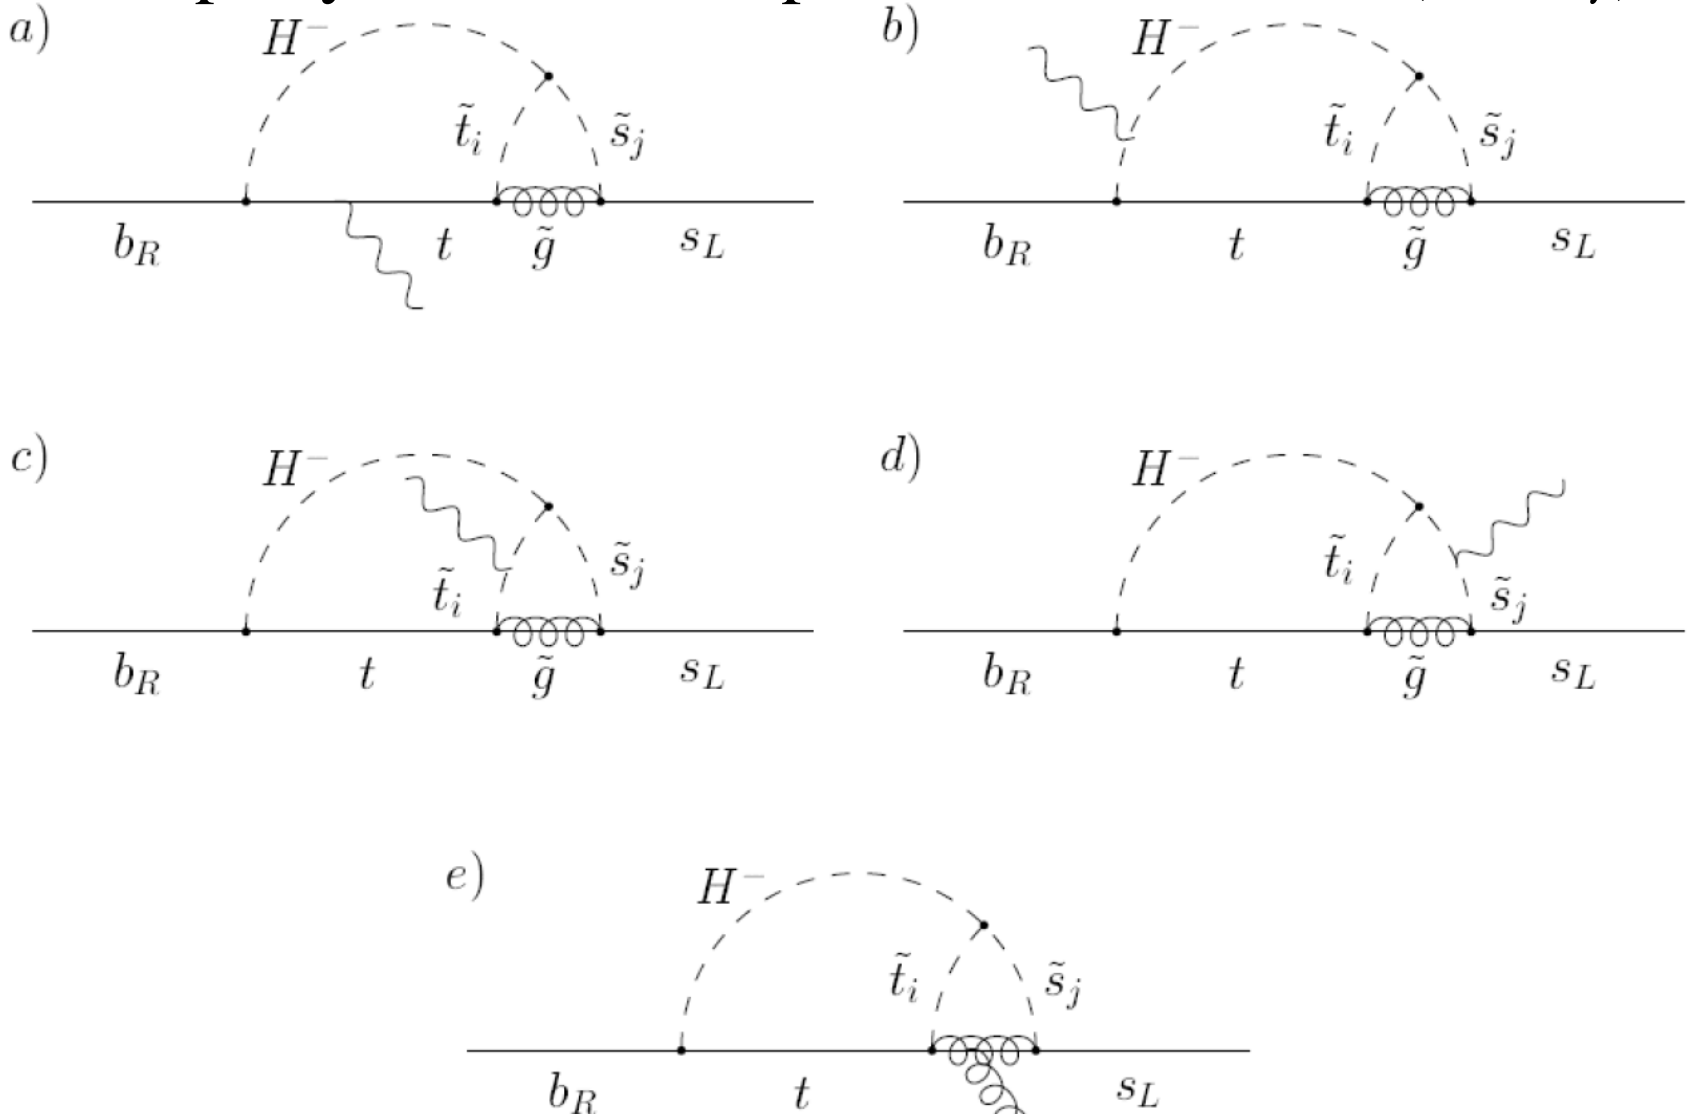 a)
H⁻
t̃ᵢ
s̃ⱼ
b_R
t
g̃
s_L
b)
H⁻
t̃ᵢ
s̃ⱼ
b_R
t
g̃
s_L
c)
H⁻
t̃ᵢ
s̃ⱼ
b_R
t
g̃
s_L
d)
H⁻
t̃ᵢ
s̃ⱼ
b_R
t
g̃
s_L
e)
H⁻
t̃ᵢ
s̃ⱼ
b_R
t
s_L